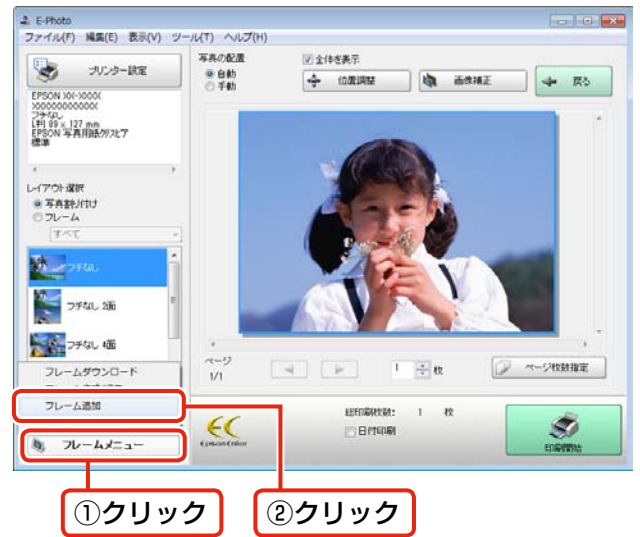 E-Photo
ファイル(F) 編集(E) 表示(V) ツール(T) ヘルプ(H)
プリンター設定
EPSON XX-XXXX
XXXXXXXXXXXX
フチなし
L判 89 x 127 mm
EPSON 写真用紙クリスピア
標準
レイアウト選択
写真割り付け
フレーム
すべて
フチなし
フチなし 2面
フチなし 4面
フレームダウンロード
フレーム追加
フレームメニュー
写真の配置
自動
手動
全体を表示
位置調整
画像補正
戻る
ページ
1/1
1 枚
ページ枚数指定
Epson Color
総印刷枚数: 1 枚
日付印刷
印刷開始
①クリック
②クリック